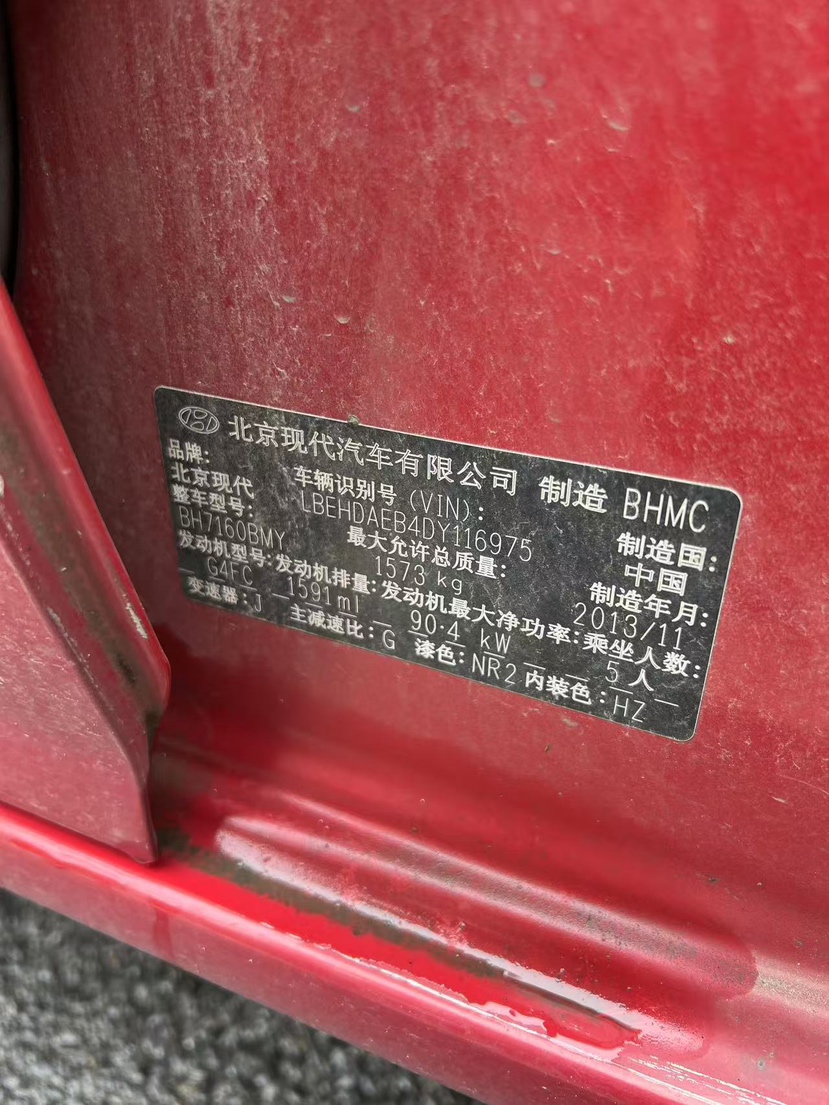 北京现代汽车有限公司 制造 BHMC
品牌: 车辆识别号 (VIN): 制造国:
北京现代 LBEHDAEB4DY116975 中国
整车型号: 最大允许总质量: 制造年月:
BH7160BMY 1573 kg 2013/11
发动机型号: 发动机排量: 发动机最大净功率: 乘坐人数:
G4FC 1591ml 90.4 kW 5 人
变速器: J 主减速比: G 漆色: NR2 内装色: HZ